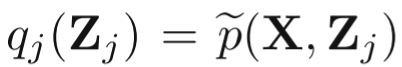 q_j(𝐙_j) = p̃(𝐗, 𝐙_j)